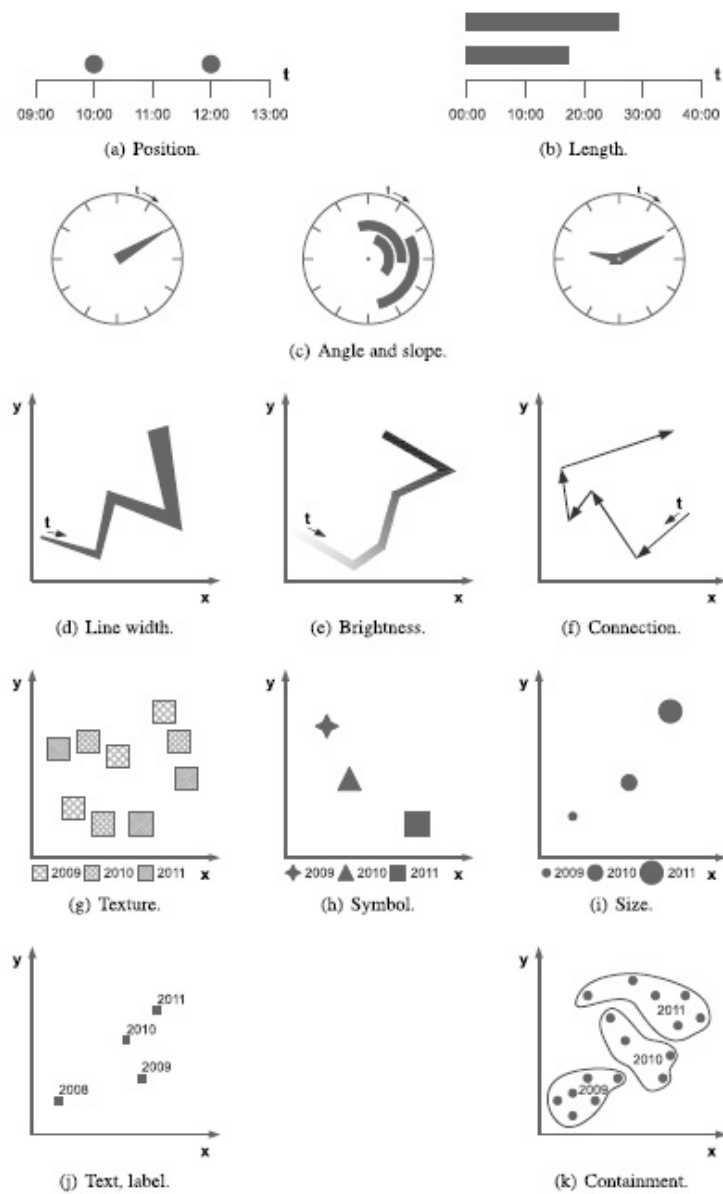 t
t
09:00 10:00 11:00 12:00 13:00
00:00 10:00 20:00 30:00 40:00
(a) Position.
(b) Length.
t
t
t
(c) Angle and slope.
y
y
y
t
t
t
x
x
x
(d) Line width.
(e) Brightness.
(f) Connection.
y
y
y
x
x
x
2009 2010 2011
2009 2010 2011
2009 2010 2011
(g) Texture.
(h) Symbol.
(i) Size.
y
y
2011
2010
2009
2008
2011
2010
2009
x
x
(j) Text, label.
(k) Containment.